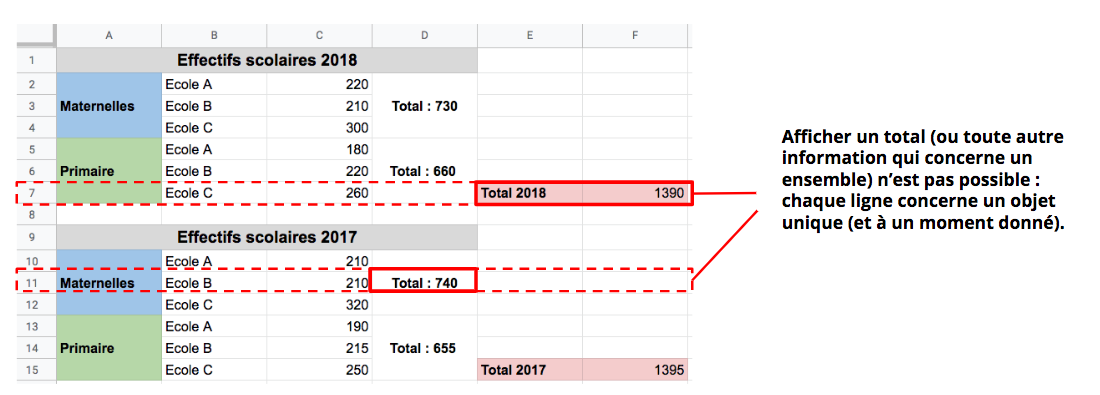 A B C D E F
1 Effectifs scolaires 2018
2 Ecole A 220
3 Maternelles Ecole B 210 Total : 730
4 Ecole C 300
5 Ecole A 180
6 Primaire Ecole B 220 Total : 660
7 Ecole C 260 Total 2018 1390
8
9 Effectifs scolaires 2017
10 Ecole A 210
11 Maternelles Ecole B 210 Total : 740
12 Ecole C 320
13 Ecole A 190
14 Primaire Ecole B 215 Total : 655
15 Ecole C 250 Total 2017 1395
Afficher un total (ou toute autre
information qui concerne un
ensemble) n’est pas possible :
chaque ligne concerne un objet
unique (et à un moment donné).